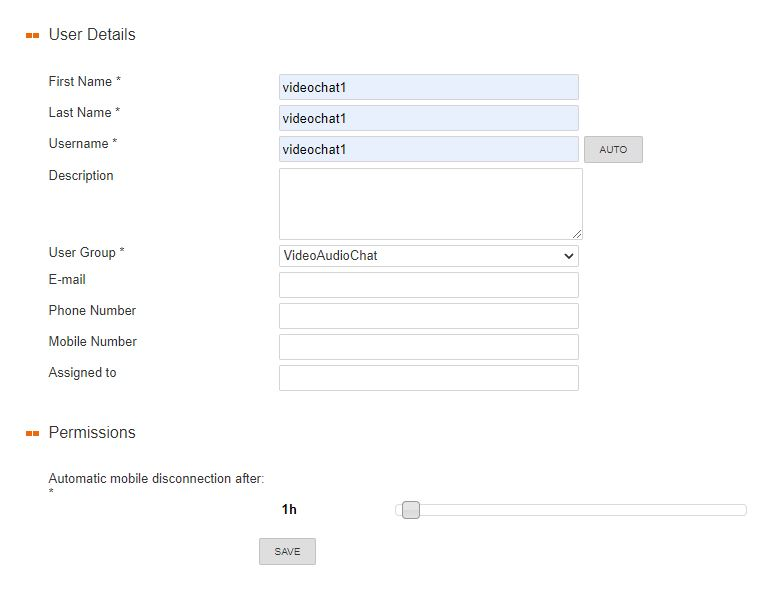 User Details
First Name *
videochat1
Last Name *
videochat1
Username *
videochat1
AUTO
Description
User Group *
VideoAudioChat
E-mail
Phone Number
Mobile Number
Assigned to
Permissions
Automatic mobile disconnection after:
*
1h
SAVE